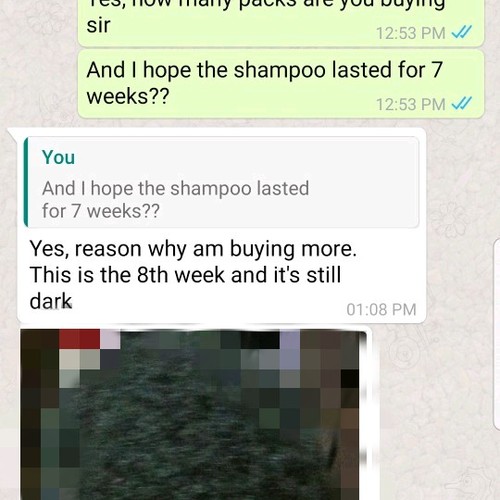 Yes, how many packs are you buying
sir
12:53 PM
And I hope the shampoo lasted for 7
weeks??
12:53 PM
You
And I hope the shampoo lasted
for 7 weeks??
Yes, reason why am buying more.
This is the 8th week and it's still
dark
01:08 PM